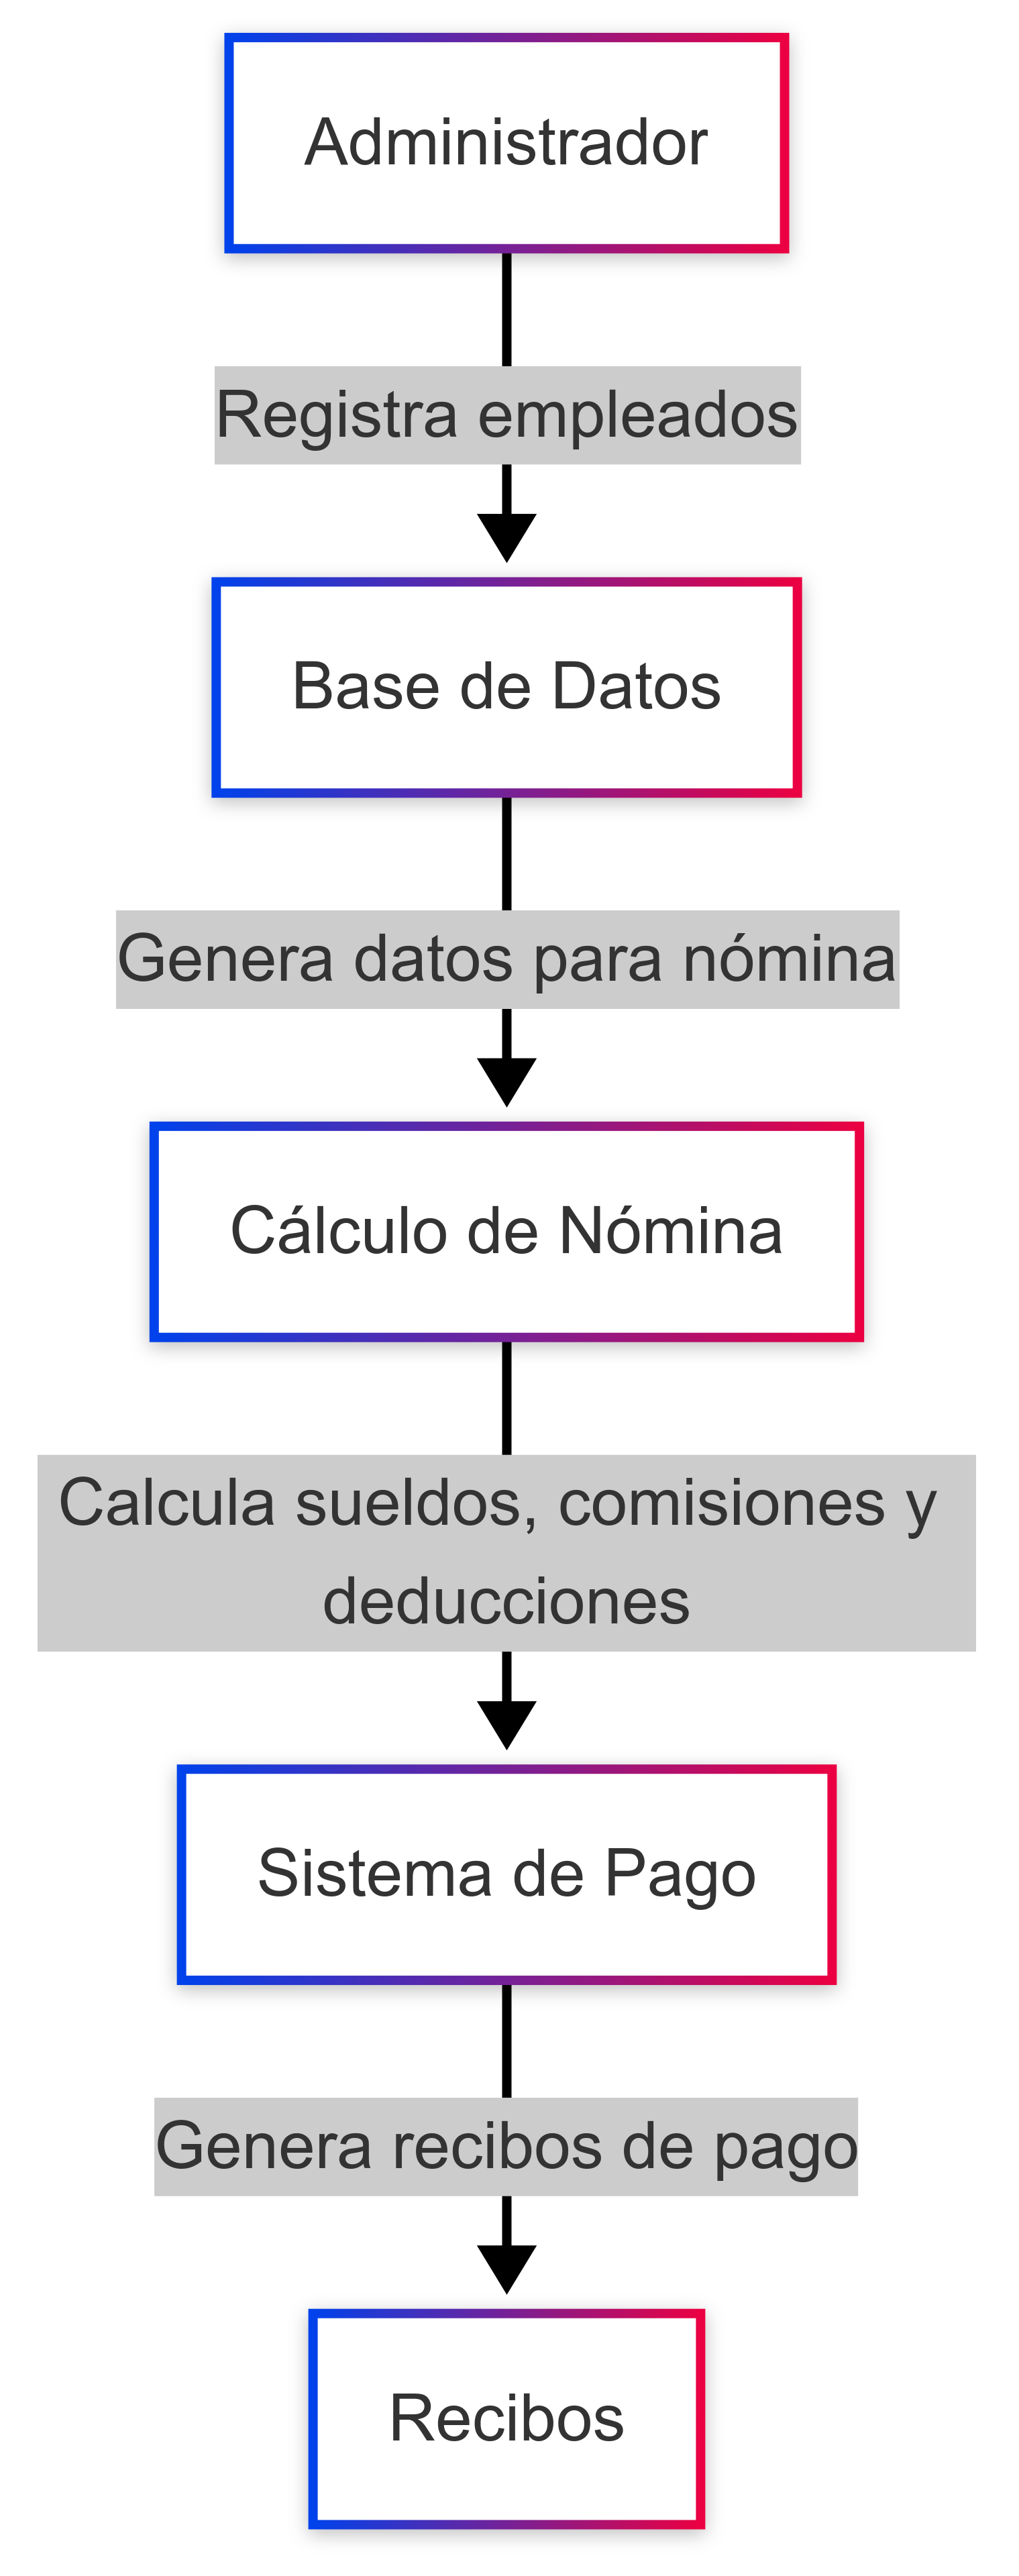 Administrador
Registra empleados
Base de Datos
Genera datos para nómina
Cálculo de Nómina
Calcula sueldos, comisiones y
deducciones
Sistema de Pago
Genera recibos de pago
Recibos